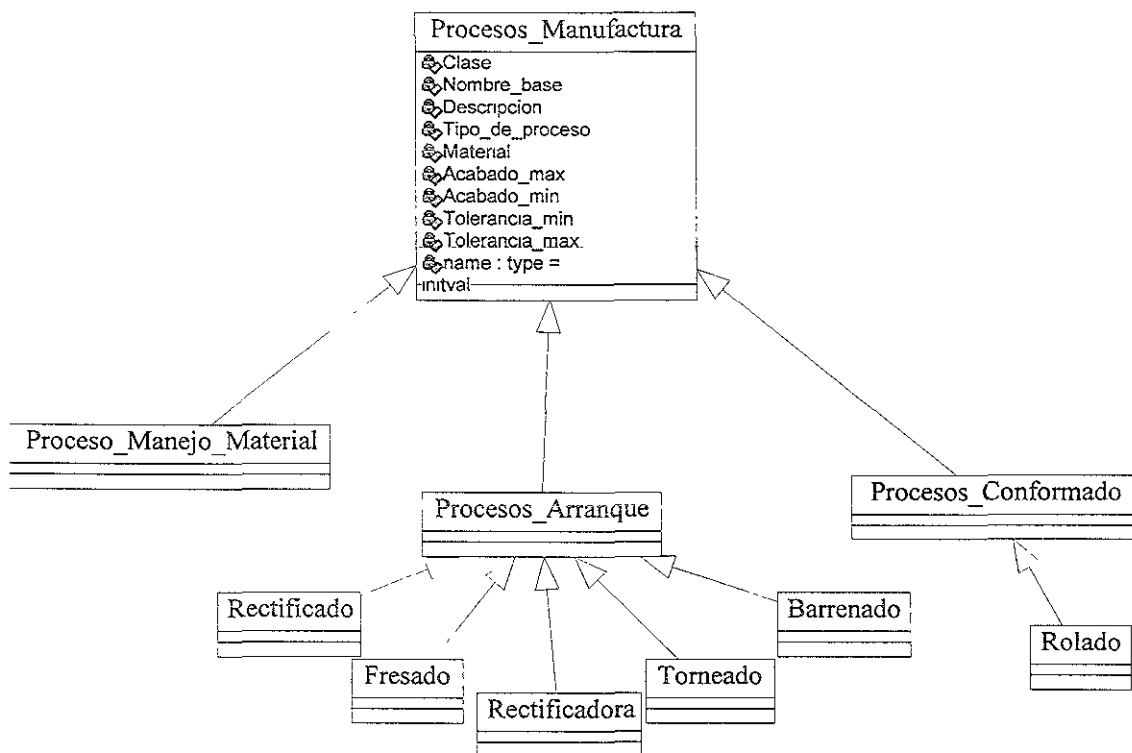 Procesos_Manufactura
Clase
Nombre_base
Descripcion
Tipo_de_proceso
Material
Acabado_max
Acabado_min
Tolerancia_min
Tolerancia_max
name : type =
initval
Proceso_Manejo_Material
Procesos_Arranque
Procesos_Conformado
Rectificado
Barrenado
Fresado
Torneado
Rolado
Rectificadora